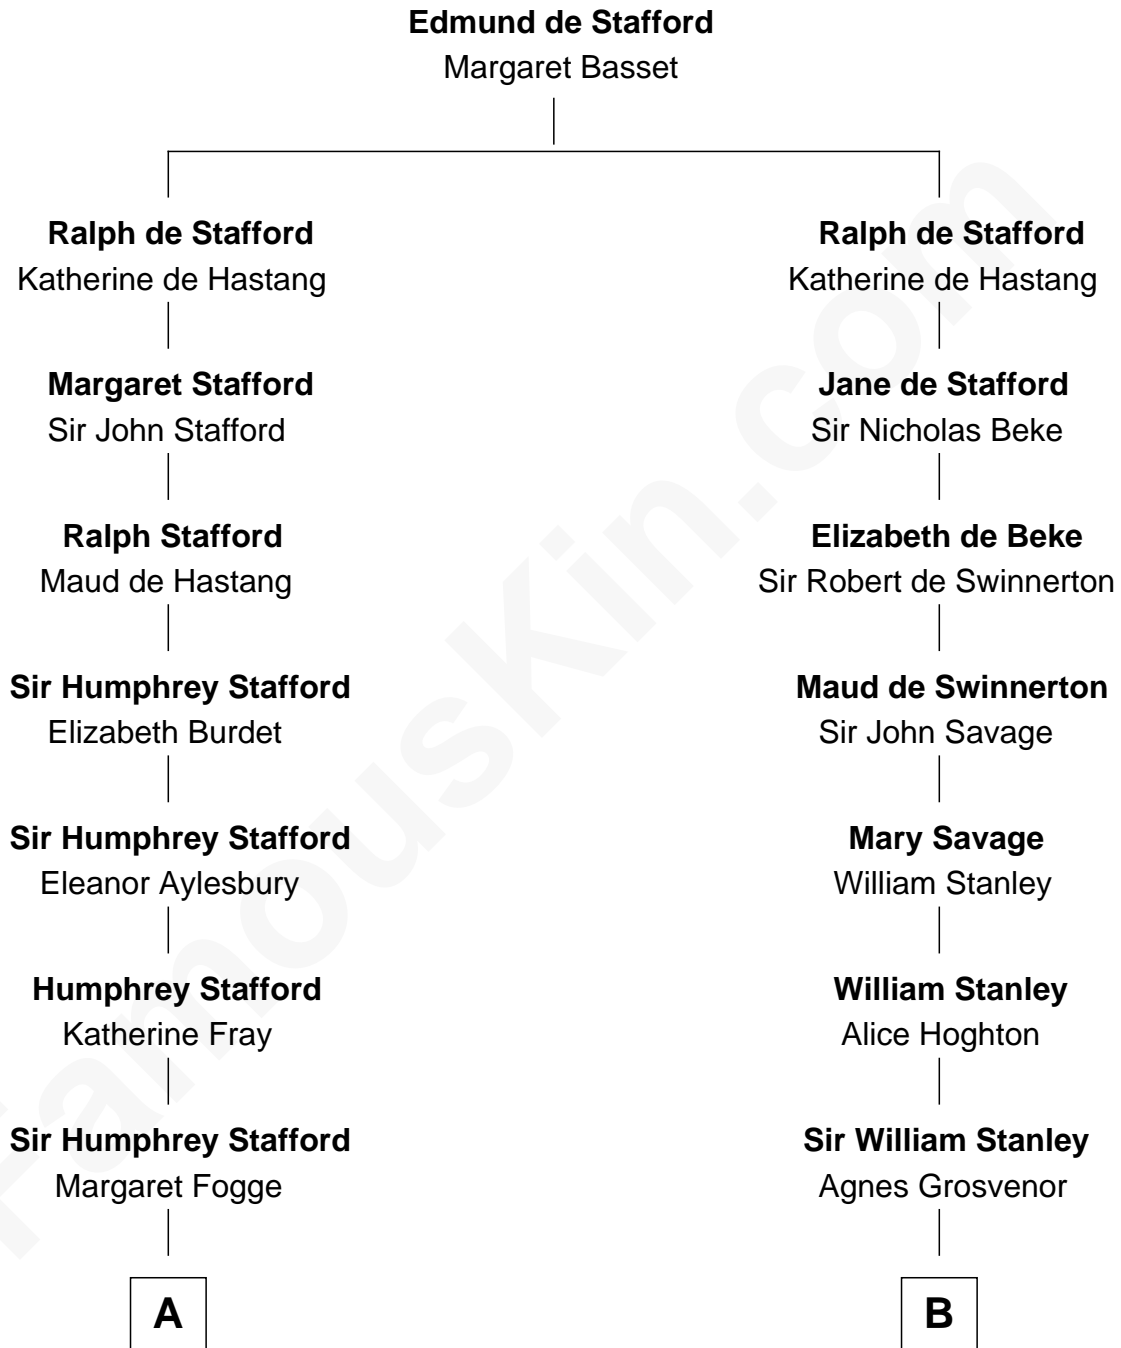 Edmund de Stafford
Margaret Basset
Ralph de Stafford
Katherine de Hastang
Ralph de Stafford
Katherine de Hastang
Margaret Stafford
Sir John Stafford
Jane de Stafford
Sir Nicholas Beke
Ralph Stafford
Maud de Hastang
Elizabeth de Beke
Sir Robert de Swinnerton
Sir Humphrey Stafford
Elizabeth Burdet
Maud de Swinnerton
Sir John Savage
Sir Humphrey Stafford
Eleanor Aylesbury
Mary Savage
William Stanley
Humphrey Stafford
Katherine Fray
William Stanley
Alice Hoghton
Sir Humphrey Stafford
Margaret Fogge
Sir William Stanley
Agnes Grosvenor
A
B
FamousKin.com